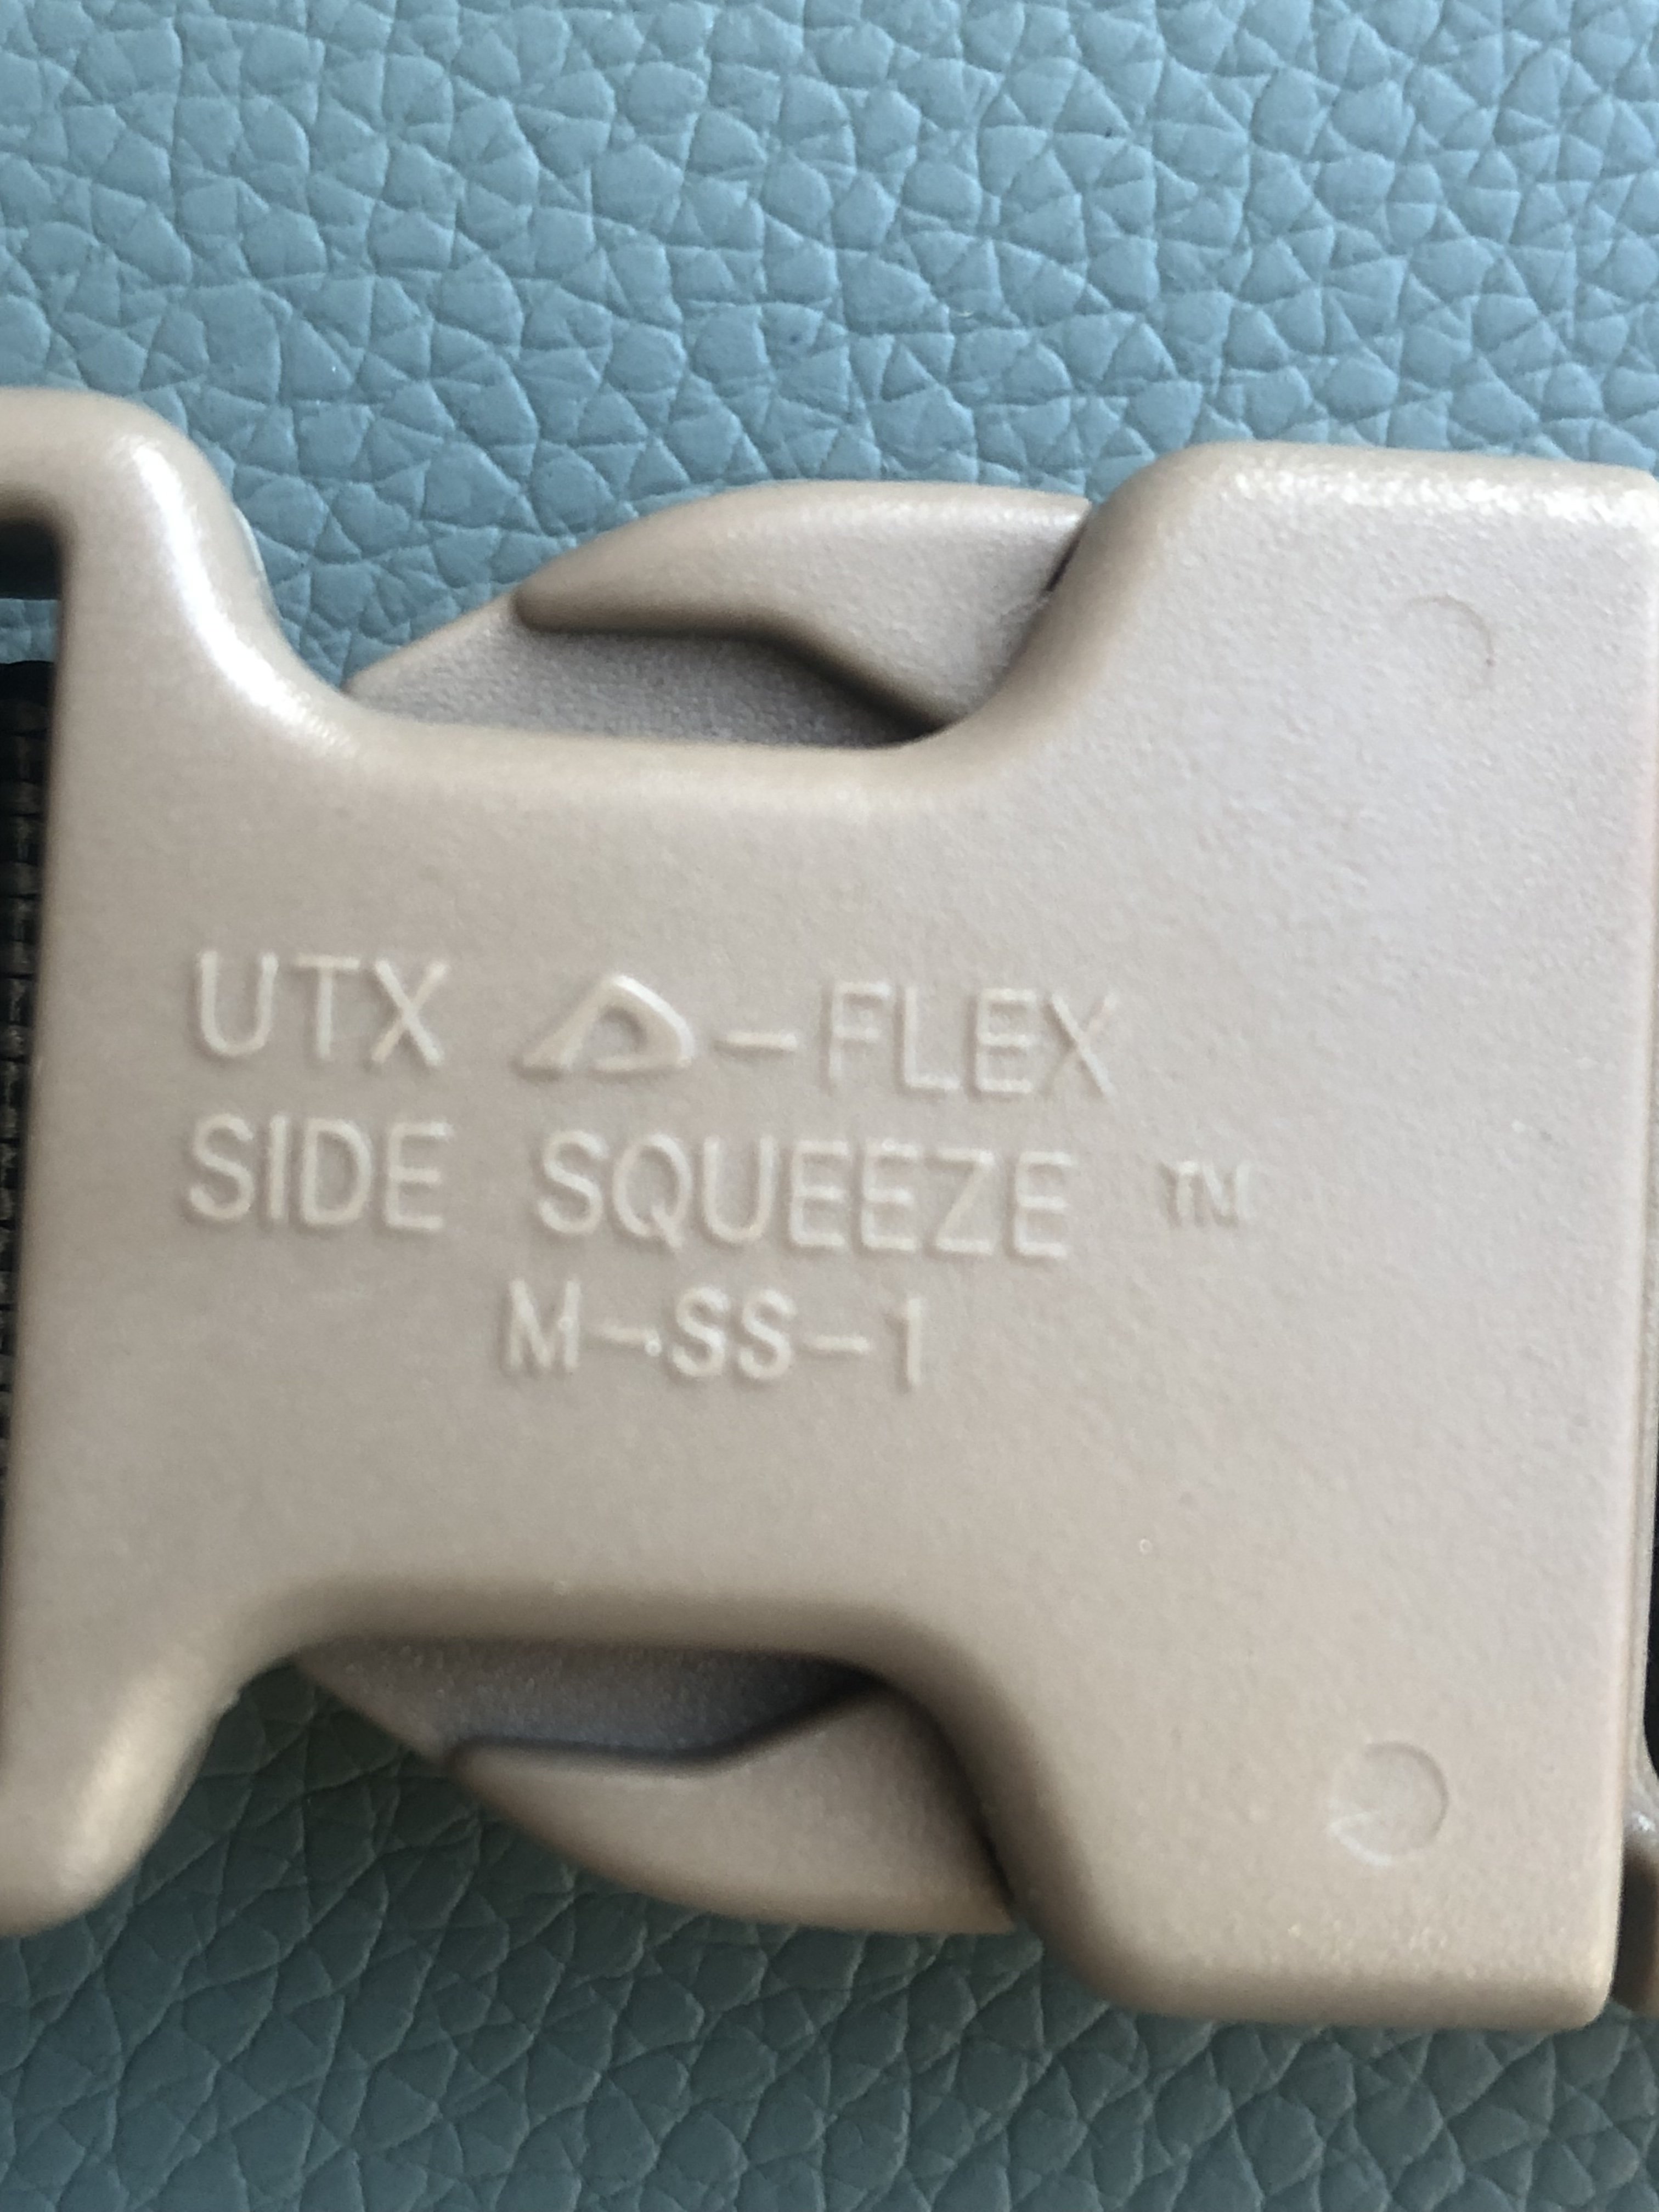 UTX D-FLEX
SIDE SQUEEZE ™
M-SS-1